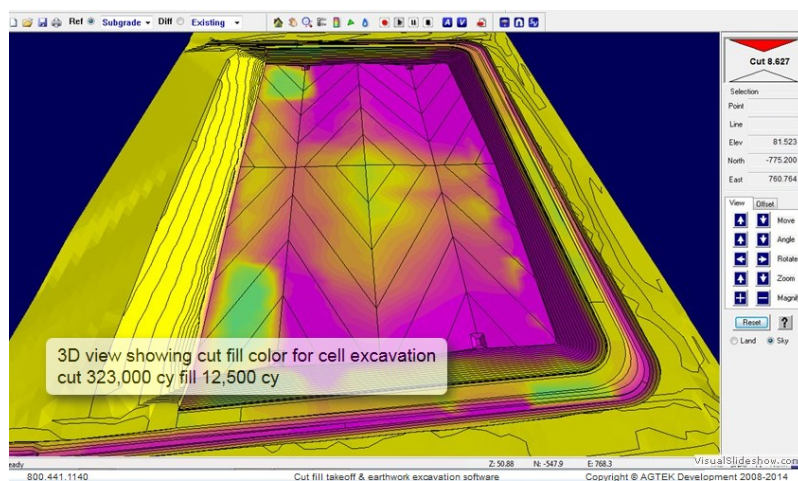 Ref Subgrade Diff Existing
Cut 8.627
Selection
Point
Line
Elev 81.523
North -775.200
East 760.764
View Offset
Move
Angle
Rotate
Zoom
Magnif
Reset ?
Land Sky
3D view showing cut fill color for cell excavation
cut 323,000 cy fill 12,500 cy
VisualSlideshow.com
eady Z: 50.88 N: -547.9 E: 768.3
800.441.1140 Cut fill takeoff & earthwork excavation software Copyright © AGTEK Development 2008-2014